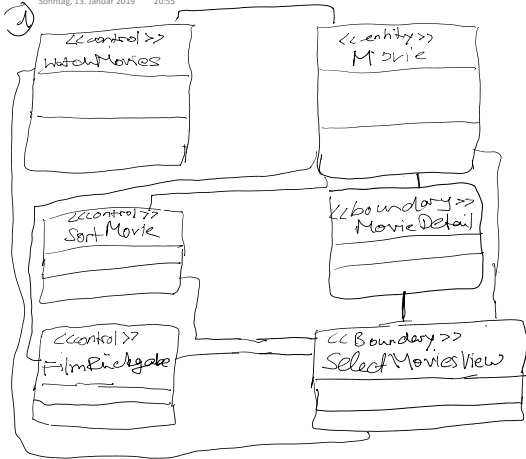 Sonntag, 13. Januar 2019 20:55
1
<<control>>
WatchMovies
<<entity>>
Movie
<<control>>
SortMovie
<<boundary>>
MovieDetail
<<control>>
FilmRückgabe
<<Boundary>>
SelectMoviesView